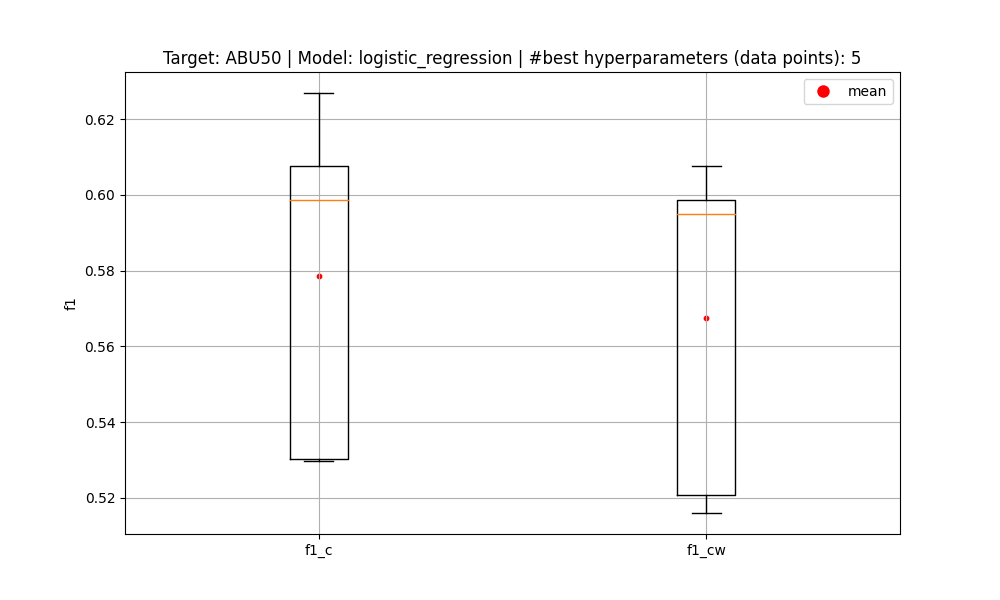 Target: ABU50 | Model: logistic_regression | #best hyperparameters (data points): 5
mean
0.62
0.60
0.58
0.56
0.54
0.52
f1
f1_c
f1_cw